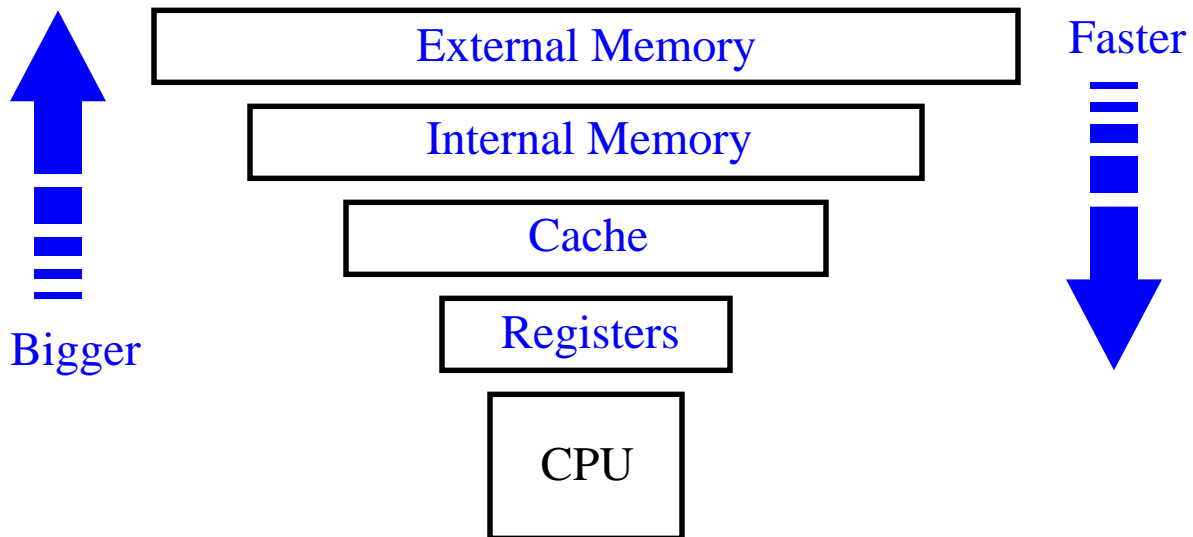 External Memory
Faster
Internal Memory
Cache
Registers
Bigger
CPU